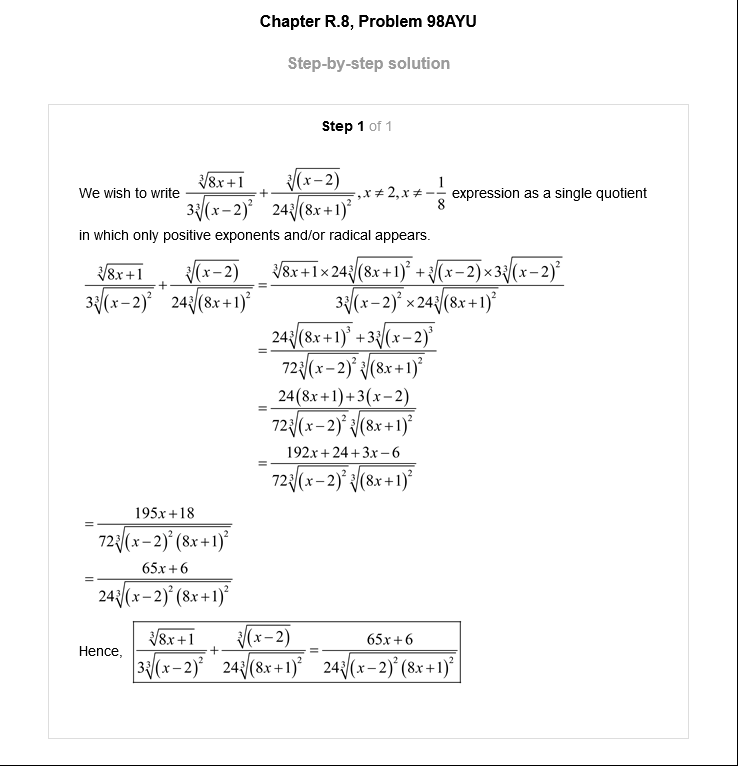 Chapter R.8, Problem 98AYU
Step-by-step solution
Step 1 of 1
We wish to write \frac{\sqrt[3]{8x+1}}{3\sqrt[3]{(x-2)^2}}+\frac{\sqrt[3]{(x-2)}}{24\sqrt[3]{(8x+1)^2}}, x≠2, x≠-\frac{1}{8} expression as a single quotient
in which only positive exponents and/or radical appears.
\frac{\sqrt[3]{8x+1}}{3\sqrt[3]{(x-2)^2}}+\frac{\sqrt[3]{(x-2)}}{24\sqrt[3]{(8x+1)^2}}=\frac{\sqrt[3]{8x+1}×24\sqrt[3]{(8x+1)^2}+\sqrt[3]{(x-2)}×3\sqrt[3]{(x-2)^2}}{3\sqrt[3]{(x-2)^2}×24\sqrt[3]{(8x+1)^2}}
=\frac{24\sqrt[3]{(8x+1)^3}+3\sqrt[3]{(x-2)^3}}{72\sqrt[3]{(x-2)^2}\sqrt[3]{(8x+1)^2}}
=\frac{24(8x+1)+3(x-2)}{72\sqrt[3]{(x-2)^2}\sqrt[3]{(8x+1)^2}}
=\frac{192x+24+3x-6}{72\sqrt[3]{(x-2)^2}\sqrt[3]{(8x+1)^2}}
=\frac{195x+18}{72\sqrt[3]{(x-2)^2(8x+1)^2}}
=\frac{65x+6}{24\sqrt[3]{(x-2)^2(8x+1)^2}}
Hence, \frac{\sqrt[3]{8x+1}}{3\sqrt[3]{(x-2)^2}}+\frac{\sqrt[3]{(x-2)}}{24\sqrt[3]{(8x+1)^2}}=\frac{65x+6}{24\sqrt[3]{(x-2)^2(8x+1)^2}}